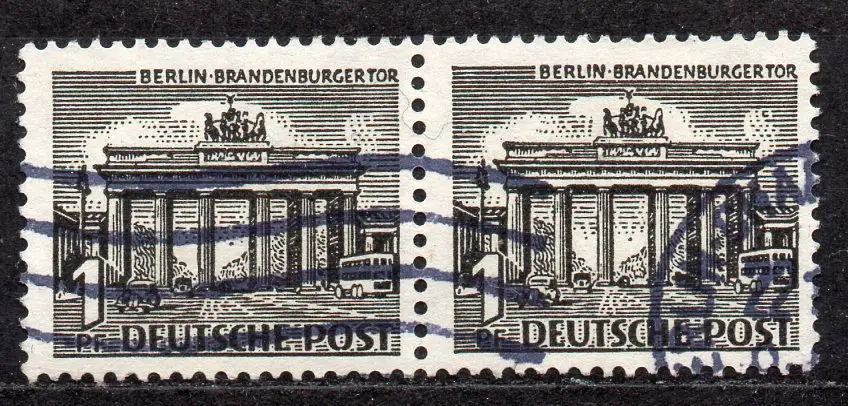 BERLIN·BRANDENBURGERTOR
1
PF. DEUTSCHE POST
BERLIN·BRANDENBURGERTOR
1
PF. DEUTSCHE POST